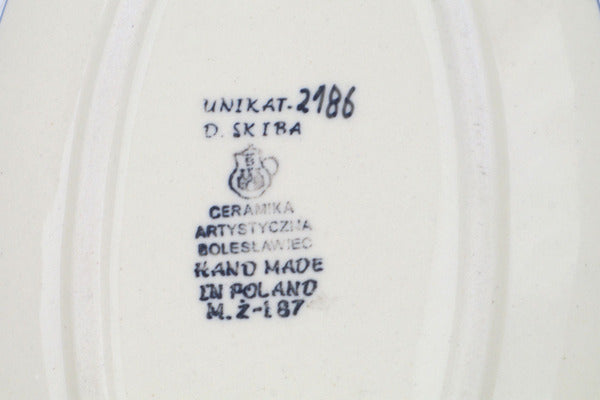 UNIKAT-2186
D. SKIBA
CERAMIKA
ARTYSTYCZNA
BOLESŁAWIEC
HAND MADE
IN POLAND
M.Ż-187